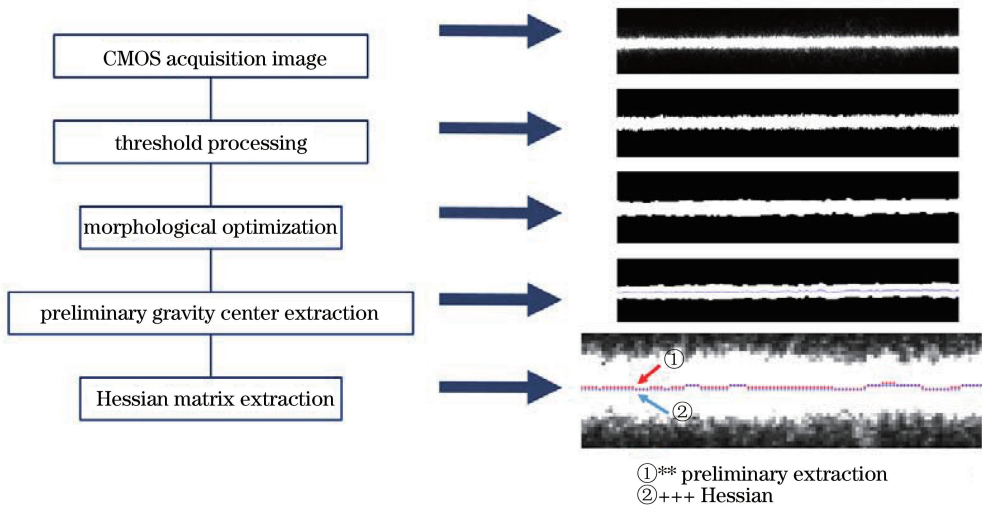 CMOS acquisition image
threshold processing
morphological optimization
preliminary gravity center extraction
Hessian matrix extraction
①
②
①** preliminary extraction
②+++ Hessian